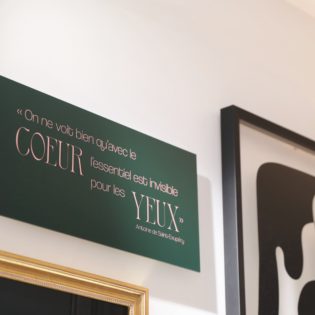 « On ne voit bien qu'avec le
COEUR l'essentiel est invisible
pour les YEUX »
Antoine de Saint-Exupéry